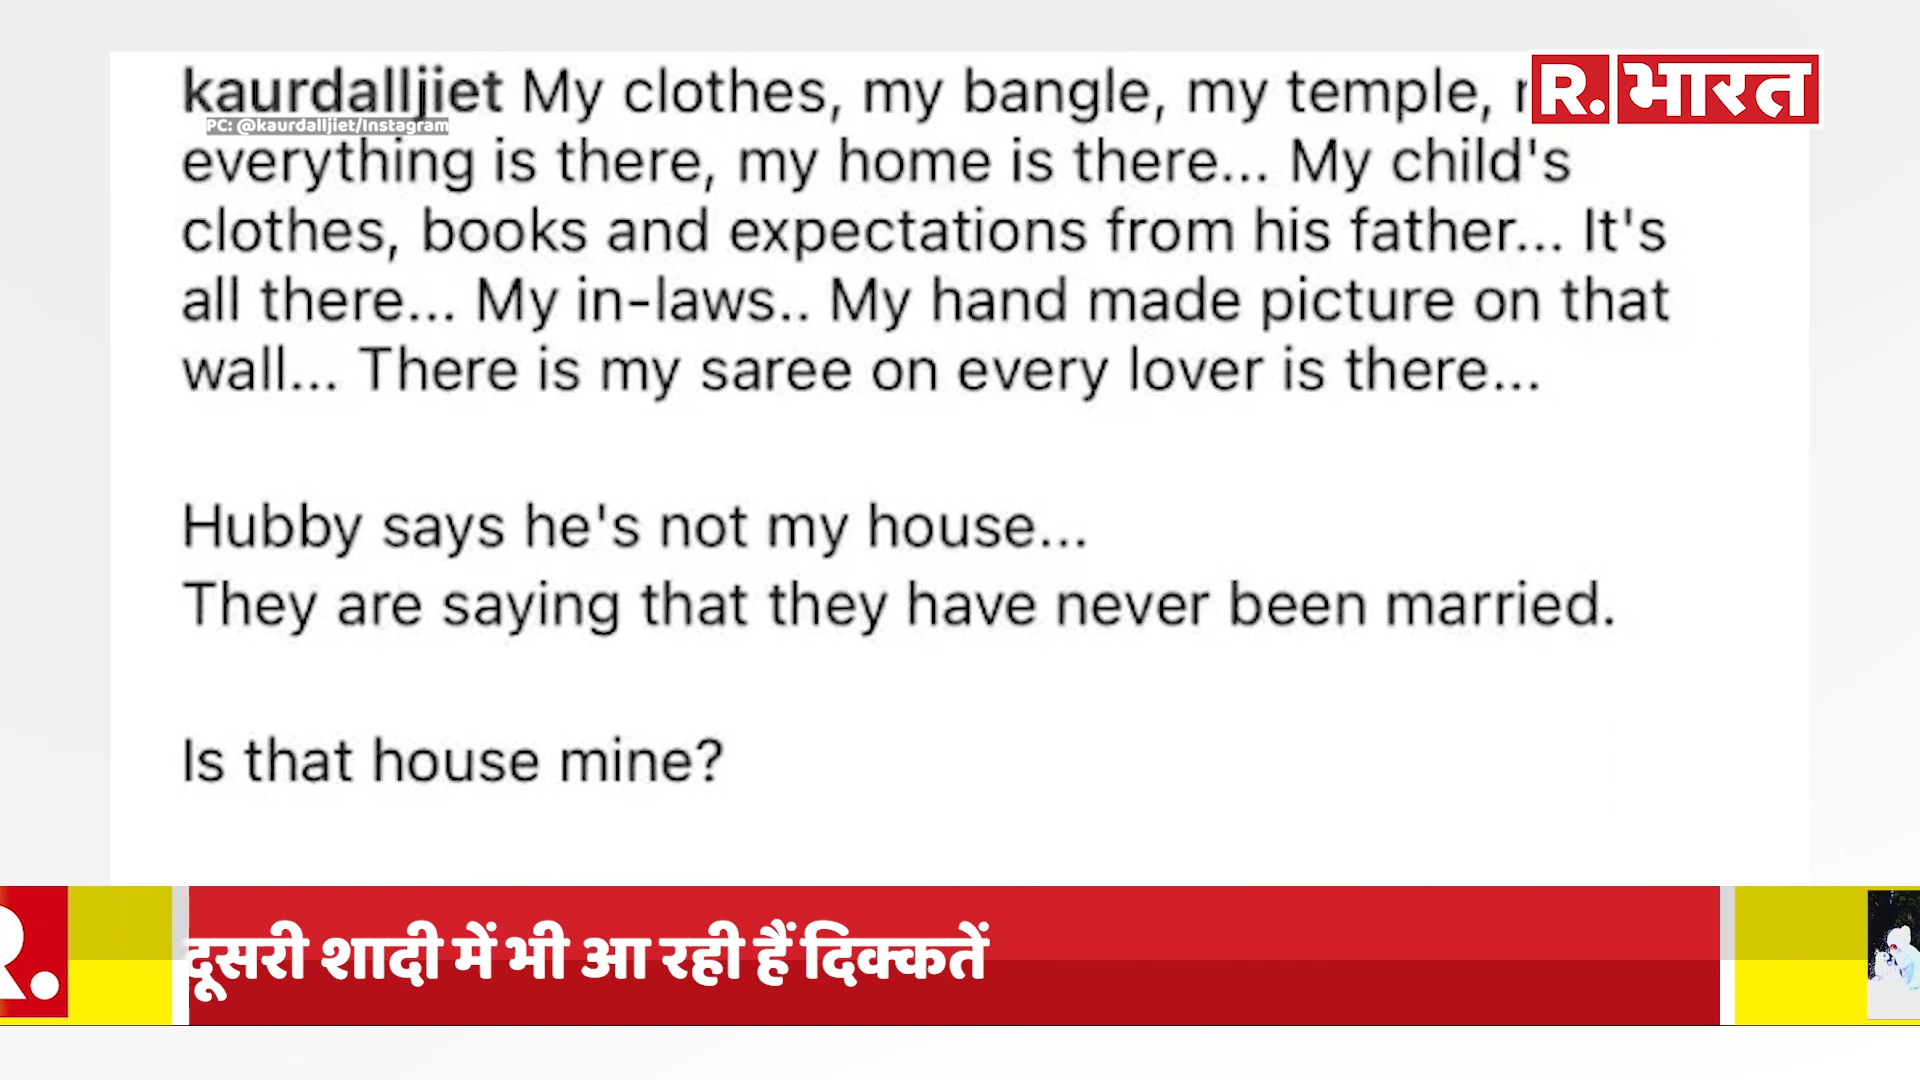 kaurdalljiet My clothes, my bangle, my temple,
R. भारत
PC: @kaurdalljiet/Instagram
everything is there, my home is there... My child's
clothes, books and expectations from his father... It's
all there... My in-laws.. My hand made picture on that
wall... There is my saree on every lover is there...
Hubby says he's not my house...
They are saying that they have never been married.
Is that house mine?
R.
दूसरी शादी में भी आ रही हैं दिक्कतें